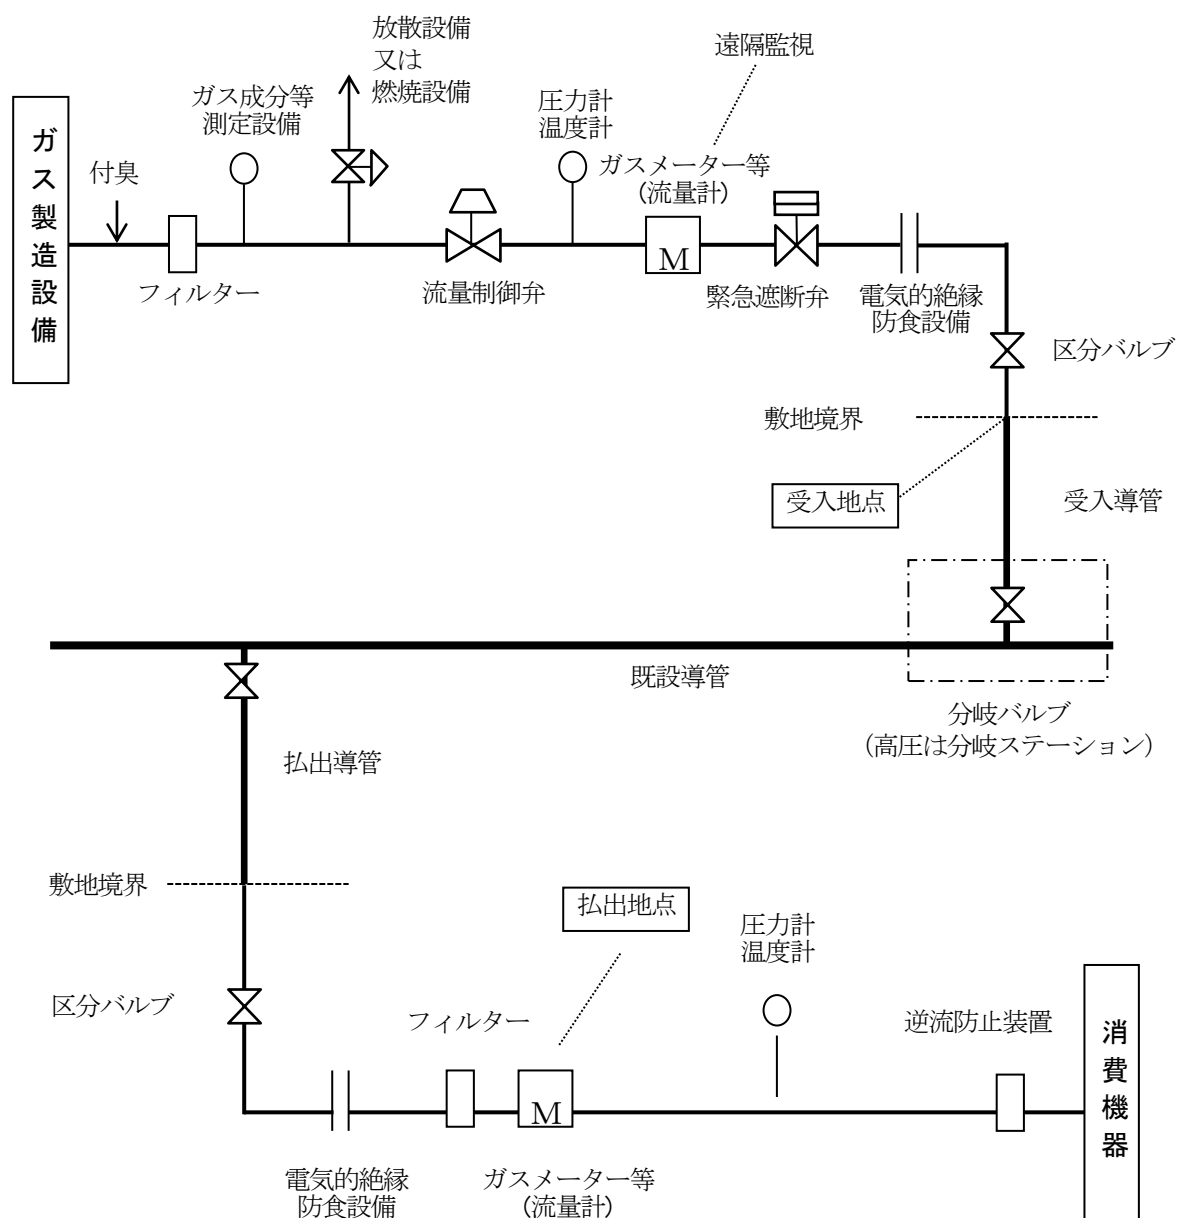 放散設備
又は
燃焼設備
遠隔監視
ガス成分等
測定設備
圧力計
温度計
ガス製造設備
付臭
ガスメーター等
(流量計)
M
フィルター
流量制御弁
緊急遮断弁
電気的絶縁
防食設備
区分バルブ
敷地境界
受入地点
受入導管
既設導管
分岐バルブ
(高圧は分岐ステーション)
払出導管
敷地境界
払出地点
圧力計
温度計
区分バルブ
フィルター
逆流防止装置
消費機器
M
電気的絶縁
防食設備
ガスメーター等
(流量計)